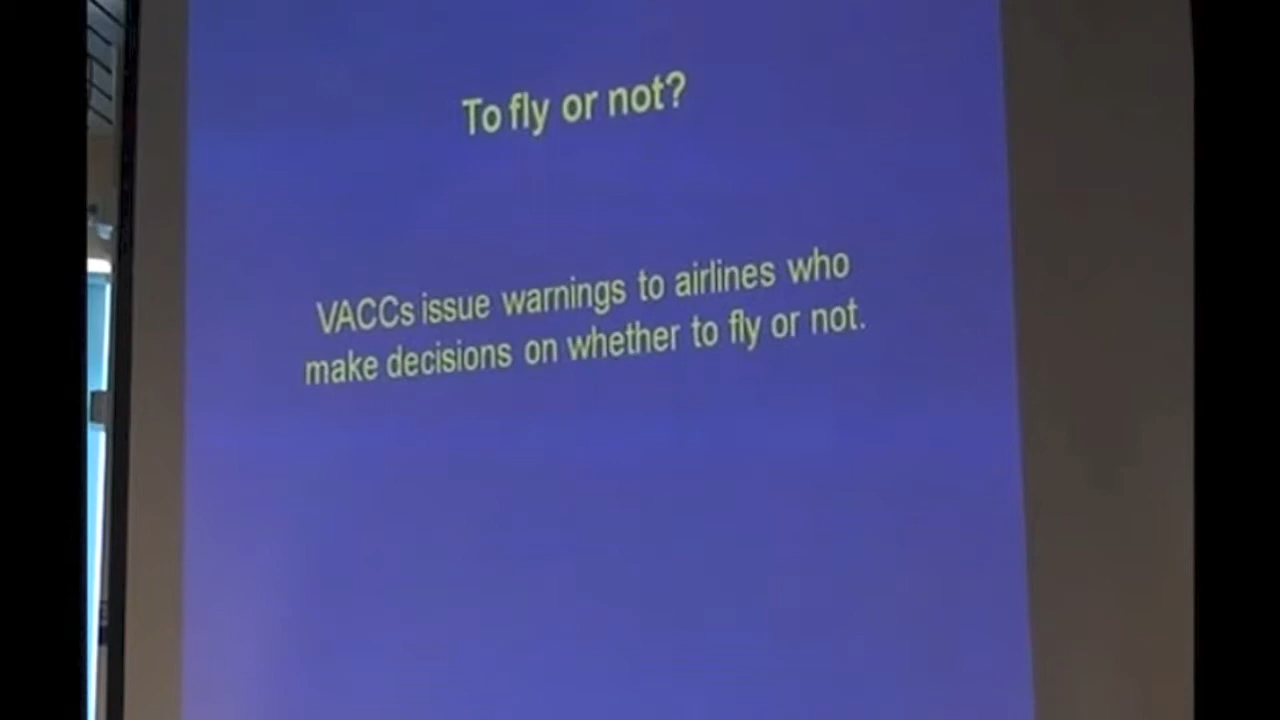 To fly or not?
VACCs issue warnings to airlines who
make decisions on whether to fly or not.